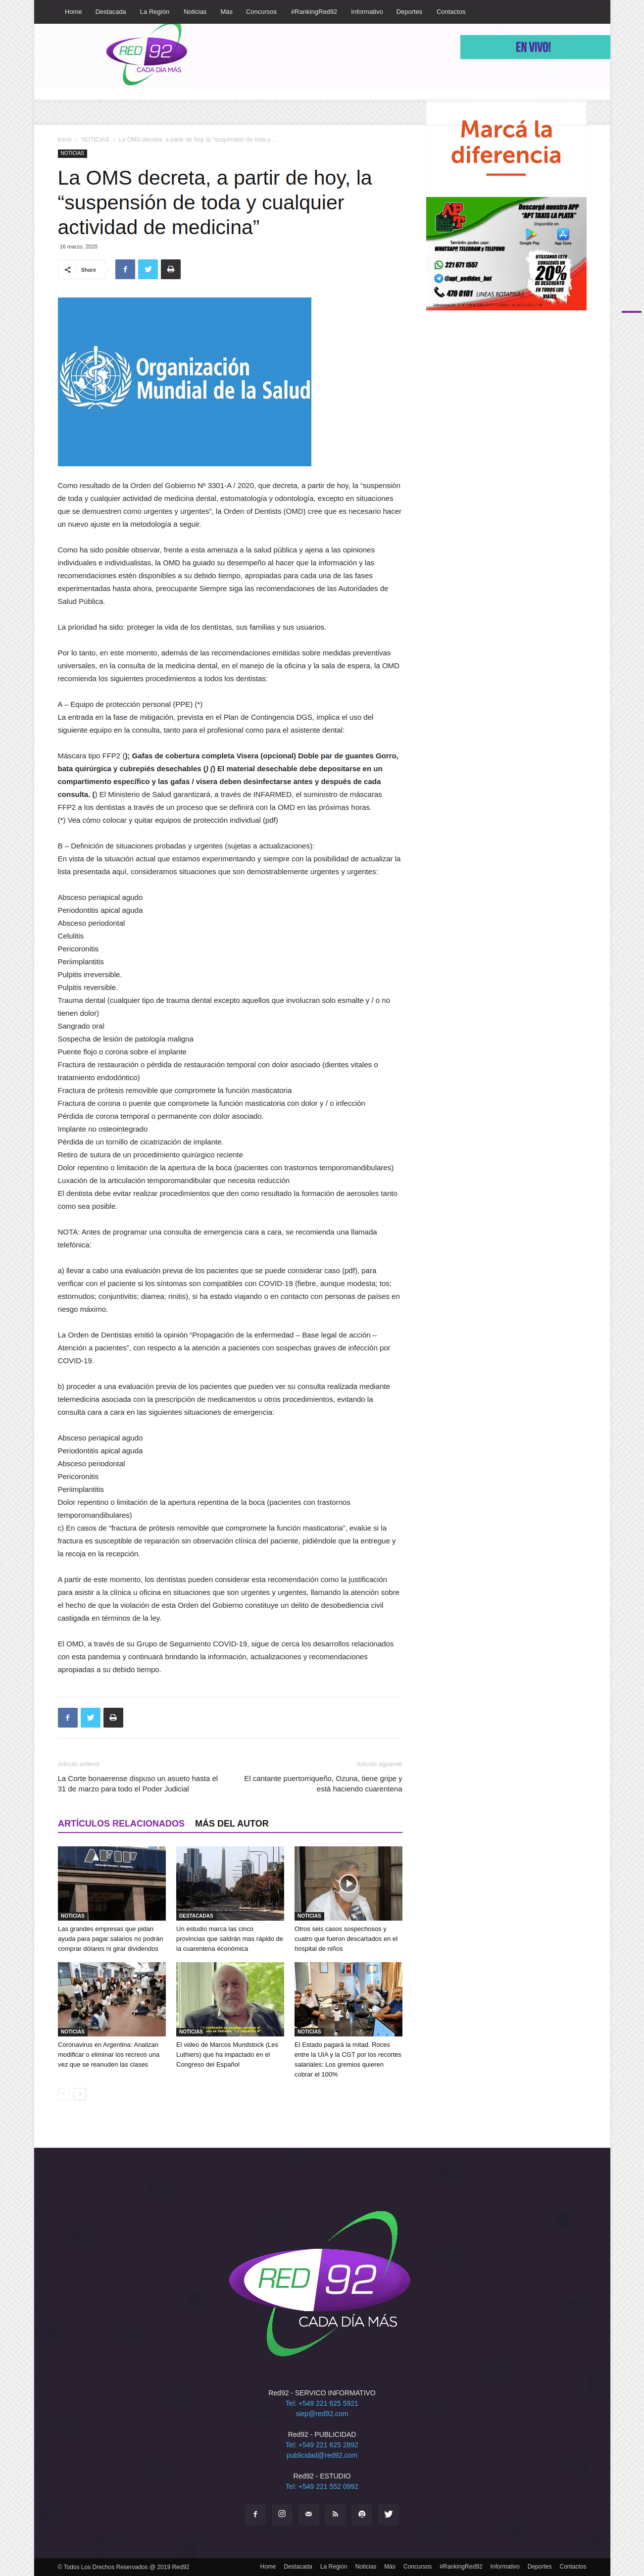 Home Destacada La Región Noticias Más Concursos #RankingRed92 Informativo Deportes Contactos
RED 92
CADA DÍA MÁS
EN VIVO!
Inicio › NOTICIAS › La OMS decreta, a partir de hoy, la “suspensión de toda y...
NOTICIAS
La OMS decreta, a partir de hoy, la
“suspensión de toda y cualquier
actividad de medicina”
16 marzo, 2020
Share
Marcá la
diferencia
APT
Descargá nuestra APP
"APT TAXIS LA PLATA"
Disponible en
Google Play
App Store
También podes usar:
WHATSAPP, TELEGRAM y TELEFONO
221 671 1557
@apt_pedidos_bot
470 0101 LINEAS ROTATIVAS
UTILIZANDO ESTO
CONSEGUÍS UN
20%
DE DESCUENTO
EN TODOS LOS
VIAJES
Organización
Mundial de la Salud
Como resultado de la Orden del Gobierno Nº 3301-A / 2020, que decreta, a partir de hoy, la “suspensión
de toda y cualquier actividad de medicina dental, estomatología y odontología, excepto en situaciones
que se demuestren como urgentes y urgentes”, la Orden of Dentists (OMD) cree que es necesario hacer
un nuevo ajuste en la metodología a seguir.
Como ha sido posible observar, frente a esta amenaza a la salud pública y ajena a las opiniones
individuales e individualistas, la OMD ha guiado su desempeño al hacer que la información y las
recomendaciones estén disponibles a su debido tiempo, apropiadas para cada una de las fases
experimentadas hasta ahora, preocupante Siempre siga las recomendaciones de las Autoridades de
Salud Pública.
La prioridad ha sido: proteger la vida de los dentistas, sus familias y sus usuarios.
Por lo tanto, en este momento, además de las recomendaciones emitidas sobre medidas preventivas
universales, en la consulta de la medicina dental, en el manejo de la oficina y la sala de espera, la OMD
recomienda los siguientes procedimientos a todos los dentistas:
A – Equipo de protección personal (PPE) (*)
La entrada en la fase de mitigación, prevista en el Plan de Contingencia DGS, implica el uso del
siguiente equipo en la consulta, tanto para el profesional como para el asistente dental:
Máscara tipo FFP2 (); Gafas de cobertura completa Visera (opcional) Doble par de guantes Gorro,
bata quirúrgica y cubrepiés desechables () () El material desechable debe depositarse en un
compartimento específico y las gafas / visera deben desinfectarse antes y después de cada
consulta. () El Ministerio de Salud garantizará, a través de INFARMED, el suministro de máscaras
FFP2 a los dentistas a través de un proceso que se definirá con la OMD en las próximas horas.
(*) Vea cómo colocar y quitar equipos de protección individual (pdf)
B – Definición de situaciones probadas y urgentes (sujetas a actualizaciones):
En vista de la situación actual que estamos experimentando y siempre con la posibilidad de actualizar la
lista presentada aquí, consideramos situaciones que son demostrablemente urgentes y urgentes:
Absceso periapical agudo
Periodontitis apical aguda
Absceso periodontal
Celulitis
Pericoronitis
Periimplantitis
Pulpitis irreversible.
Pulpitis reversible.
Trauma dental (cualquier tipo de trauma dental excepto aquellos que involucran solo esmalte y / o no
tienen dolor)
Sangrado oral
Sospecha de lesión de patología maligna
Puente flojo o corona sobre el implante
Fractura de restauración o pérdida de restauración temporal con dolor asociado (dientes vitales o
tratamiento endodóntico)
Fractura de prótesis removible que compromete la función masticatoria
Fractura de corona o puente que compromete la función masticatoria con dolor y / o infección
Pérdida de corona temporal o permanente con dolor asociado.
Implante no osteointegrado
Pérdida de un tornillo de cicatrización de implante.
Retiro de sutura de un procedimiento quirúrgico reciente
Dolor repentino o limitación de la apertura de la boca (pacientes con trastornos temporomandibulares)
Luxación de la articulación temporomandibular que necesita reducción
El dentista debe evitar realizar procedimientos que den como resultado la formación de aerosoles tanto
como sea posible.
NOTA: Antes de programar una consulta de emergencia cara a cara, se recomienda una llamada
telefónica:
a) llevar a cabo una evaluación previa de los pacientes que se puede considerar caso (pdf), para
verificar con el paciente si los síntomas son compatibles con COVID-19 (fiebre, aunque modesta; tos;
estornudos; conjuntivitis; diarrea; rinitis), si ha estado viajando o en contacto con personas de países en
riesgo máximo.
La Orden de Dentistas emitió la opinión “Propagación de la enfermedad – Base legal de acción –
Atención a pacientes”, con respecto a la atención a pacientes con sospechas graves de infección por
COVID-19.
b) proceder a una evaluación previa de los pacientes que pueden ver su consulta realizada mediante
telemedicina asociada con la prescripción de medicamentos u otros procedimientos, evitando la
consulta cara a cara en las siguientes situaciones de emergencia:
Absceso periapical agudo
Periodontitis apical aguda
Absceso periodontal
Pericoronitis
Periimplantitis
Dolor repentino o limitación de la apertura repentina de la boca (pacientes con trastornos
temporomandibulares)
c) En casos de “fractura de prótesis removible que compromete la función masticatoria”, evalúe si la
fractura es susceptible de reparación sin observación clínica del paciente, pidiéndole que la entregue y
la recoja en la recepción.
A partir de este momento, los dentistas pueden considerar esta recomendación como la justificación
para asistir a la clínica u oficina en situaciones que son urgentes y urgentes, llamando la atención sobre
el hecho de que la violación de esta Orden del Gobierno constituye un delito de desobediencia civil
castigada en términos de la ley.
El OMD, a través de su Grupo de Seguimiento COVID-19, sigue de cerca los desarrollos relacionados
con esta pandemia y continuará brindando la información, actualizaciones y recomendaciones
apropiadas a su debido tiempo.
Artículo anterior
La Corte bonaerense dispuso un asueto hasta el
31 de marzo para todo el Poder Judicial
Artículo siguiente
El cantante puertorriqueño, Ozuna, tiene gripe y
está haciendo cuarentena
ARTÍCULOS RELACIONADOS MÁS DEL AUTOR
AFIP
NOTICIAS
Las grandes empresas que pidan
ayuda para pagar salarios no podrán
comprar dólares ni girar dividendos
DESTACADAS
Un estudio marca las cinco
provincias que saldrán mas rápido de
la cuarentena económica
NOTICIAS
Otros seis casos sospechosos y
cuatro que fueron descartados en el
hospital de niños
NOTICIAS
Coronavirus en Argentina: Analizan
modificar o eliminar los recreos una
vez que se reanuden las clases
NOTICIAS
El video de Marcos Mundstock (Les
Luthiers) que ha impactado en el
Congreso del Español
NOTICIAS
El Estado pagará la mitad. Roces
entre la UIA y la CGT por los recortes
salariales: Los gremios quieren
cobrar el 100%
RED 92
CADA DÍA MÁS
Red92 - SERVICO INFORMATIVO
Tel: +549 221 625 5921
siep@red92.com
Red92 - PUBLICIDAD
Tel: +549 221 625 2892
publicidad@red92.com
Red92 - ESTUDIO
Tel: +549 221 552 0992
© Todos Los Drechos Reservados @ 2019 Red92
Home Destacada La Región Noticias Más Concursos #RankingRed92 Informativo Deportes Contactos